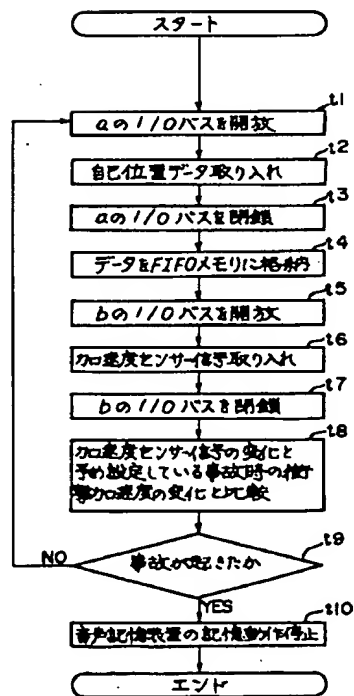 スタート
t1
aのI/Oバスを開放
t2
自己位置データ取り入れ
t3
aのI/Oバスを閉鎖
t4
データをFIFOメモリに格納
t5
bのI/Oバスを開放
t6
加速度センサー信号取り入れ
t7
bのI/Oバスを閉鎖
t8
加速度センサー信号の変化と
予め設定している事故時の衝
撃加速度の変化と比較
t9
事故が起きたか
NO
YES
t10
音声記憶装置の記憶動作停止
エンド